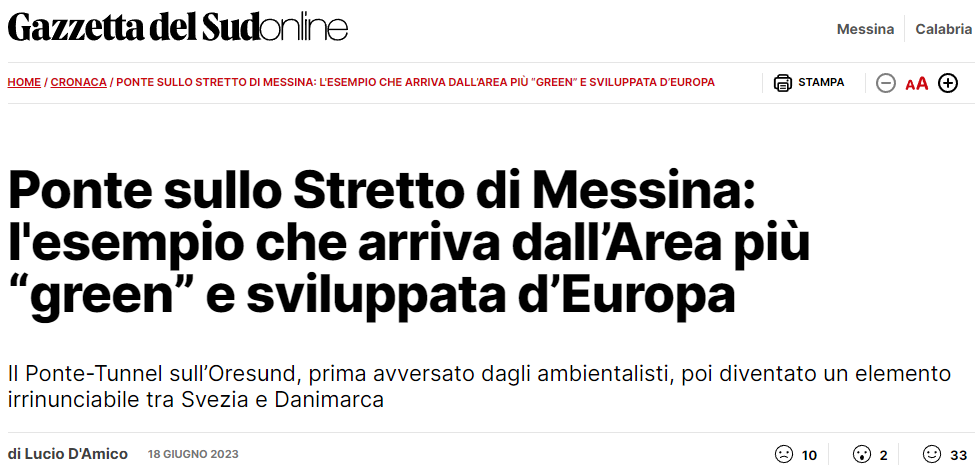 Gazzetta del Sudonline
Messina
Calabria
HOME / CRONACA / PONTE SULLO STRETTO DI MESSINA: L'ESEMPIO CHE ARRIVA DALL’AREA PIÙ “GREEN” E SVILUPPATA D’EUROPA
STAMPA
AA
Ponte sullo Stretto di Messina:
l'esempio che arriva dall’Area più
“green” e sviluppata d’Europa
Il Ponte-Tunnel sull’Oresund, prima avversato dagli ambientalisti, poi diventato un elemento
irrinunciabile tra Svezia e Danimarca
di Lucio D'Amico 18 GIUGNO 2023
10 2 33